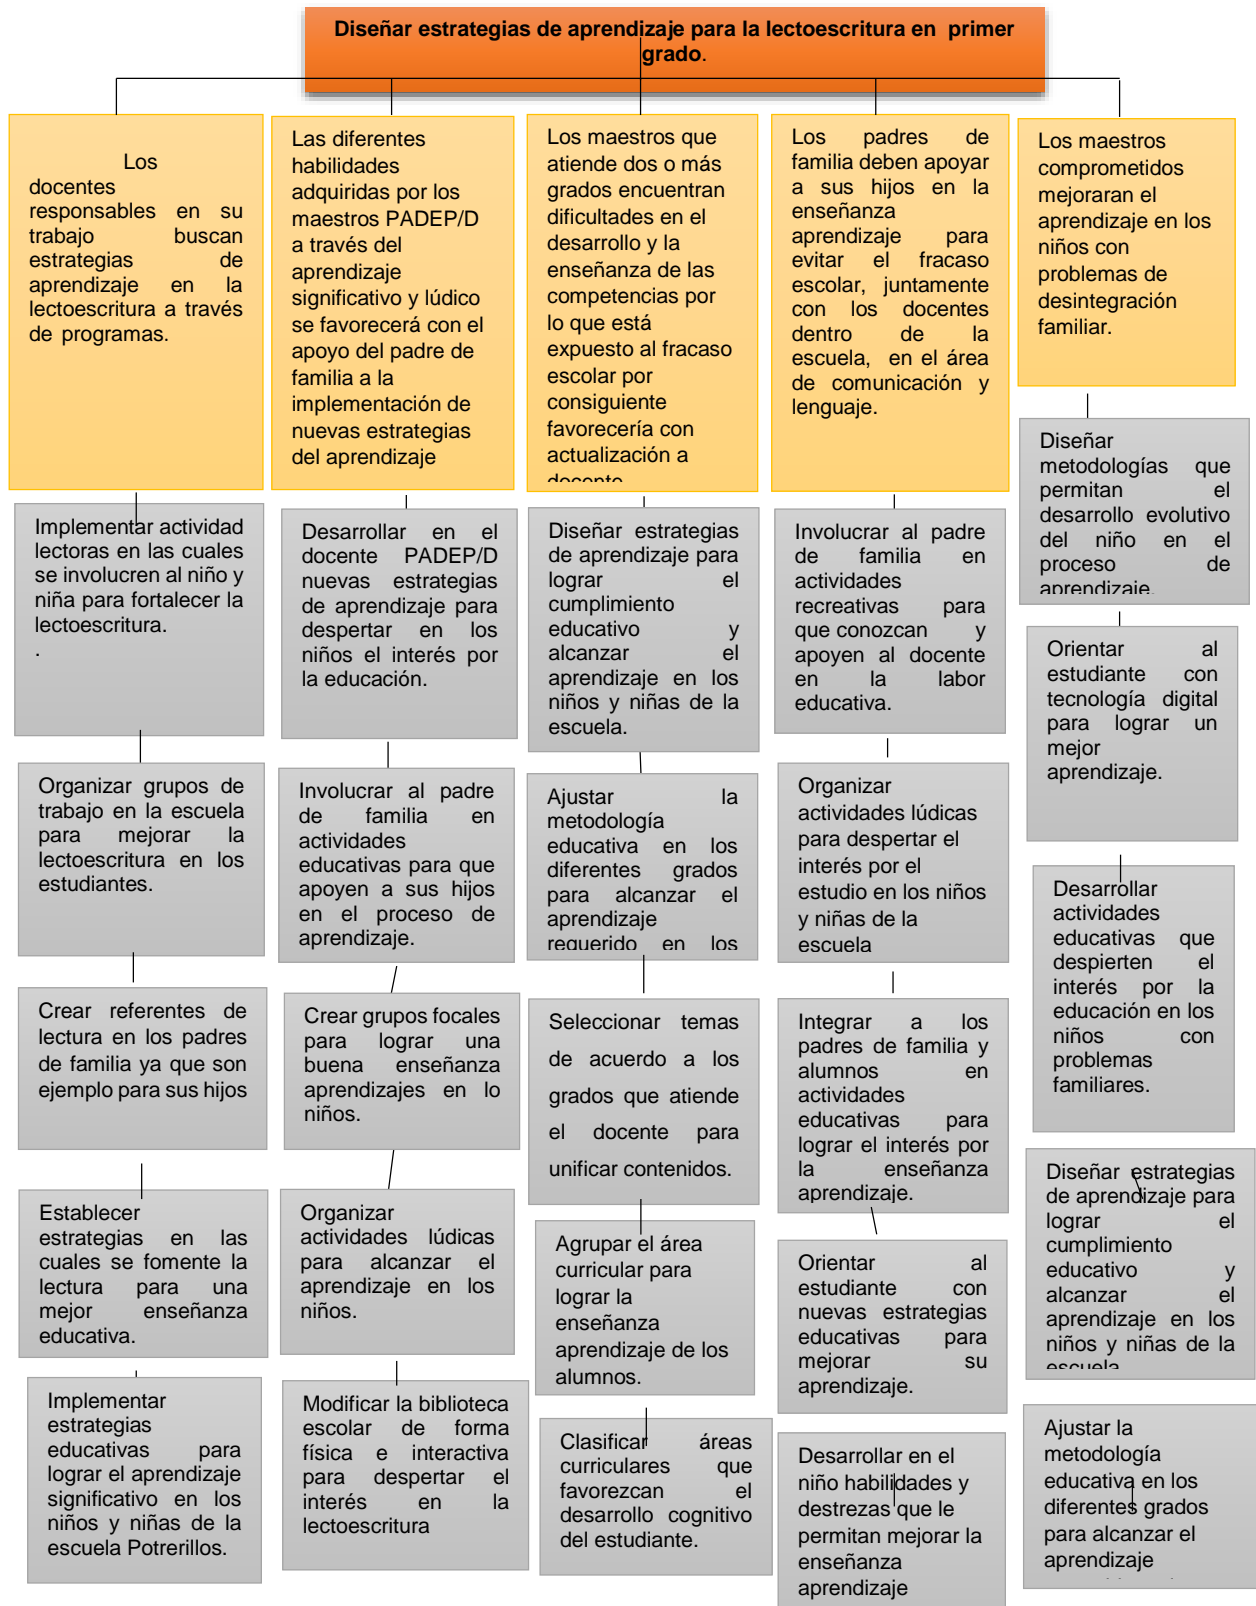 Diseñar estrategias de aprendizaje para la lectoescritura en primer
grado.
Los
docentes
responsables en su
trabajo buscan
estrategias de
aprendizaje en la
lectoescritura a través
de programas.
Implementar actividad
lectoras en las cuales
se involucren al niño y
niña para fortalecer la
lectoescritura.
.
Organizar grupos de
trabajo en la escuela
para mejorar la
lectoescritura en los
estudiantes.
Crear referentes de
lectura en los padres
de familia ya que son
ejemplo para sus hijos
Establecer
estrategias en las
cuales se fomente la
lectura para una
mejor enseñanza
educativa.
Implementar
estrategias
educativas para
lograr el aprendizaje
significativo en los
niños y niñas de la
escuela Potrerillos.
Las diferentes
habilidades
adquiridas por los
maestros PADEP/D
a través del
aprendizaje
significativo y lúdico
se favorecerá con el
apoyo del padre de
familia a la
implementación de
nuevas estrategias
del aprendizaje
Desarrollar en el
docente PADEP/D
nuevas estrategias
de aprendizaje para
despertar en los
niños el interés por
la educación.
Involucrar al padre
de familia en
actividades
educativas para que
apoyen a sus hijos
en el proceso de
aprendizaje.
Crear grupos focales
para lograr una
buena enseñanza
aprendizajes en lo
niños.
Organizar
actividades lúdicas
para alcanzar el
aprendizaje en los
niños.
Modificar la biblioteca
escolar de forma
física e interactiva
para despertar el
interés en la
lectoescritura
Los maestros que
atiende dos o más
grados encuentran
dificultades en el
desarrollo y la
enseñanza de las
competencias por
lo que está
expuesto al fracaso
escolar por
consiguiente
favorecería con
actualización a
docente
Diseñar estrategias
de aprendizaje para
lograr el
cumplimiento
educativo y
alcanzar el
aprendizaje en los
niños y niñas de la
escuela.
Ajustar la
metodología
educativa en los
diferentes grados
para alcanzar el
aprendizaje
requerido en los
Seleccionar temas
de acuerdo a los
grados que atiende
el docente para
unificar contenidos.
Agrupar el área
curricular para
lograr la
enseñanza
aprendizaje de los
alumnos.
Clasificar áreas
curriculares que
favorezcan el
desarrollo cognitivo
del estudiante.
Los padres de
familia deben apoyar
a sus hijos en la
enseñanza
aprendizaje para
evitar el fracaso
escolar, juntamente
con los docentes
dentro de la
escuela, en el área
de comunicación y
lenguaje.
Involucrar al padre
de familia en
actividades
recreativas para
que conozcan y
apoyen al docente
en la labor
educativa.
Organizar
actividades lúdicas
para despertar el
interés por el
estudio en los niños
y niñas de la
escuela
Integrar a los
padres de familia y
alumnos en
actividades
educativas para
lograr el interés por
la enseñanza
aprendizaje.
Orientar al
estudiante con
nuevas estrategias
educativas para
mejorar su
aprendizaje.
Desarrollar en el
niño habilidades y
destrezas que le
permitan mejorar la
enseñanza
aprendizaje
Los maestros
comprometidos
mejoraran el
aprendizaje en los
niños con
problemas de
desintegración
familiar.
Diseñar
metodologías que
permitan el
desarrollo evolutivo
del niño en el
proceso de
aprendizaje.
Orientar al
estudiante con
tecnología digital
para lograr un
mejor
aprendizaje.
Desarrollar
actividades
educativas que
despierten el
interés por la
educación en los
niños con
problemas
familiares.
Diseñar estrategias
de aprendizaje para
lograr el
cumplimiento
educativo y
alcanzar el
aprendizaje en los
niños y niñas de la
escuela
Ajustar la
metodología
educativa en los
diferentes grados
para alcanzar el
aprendizaje